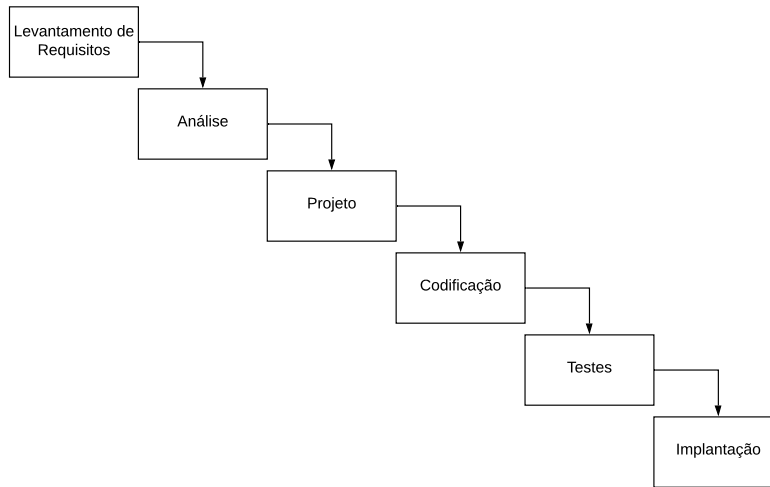 Levantamento de
Requisitos
Análise
Projeto
Codificação
Testes
Implantação